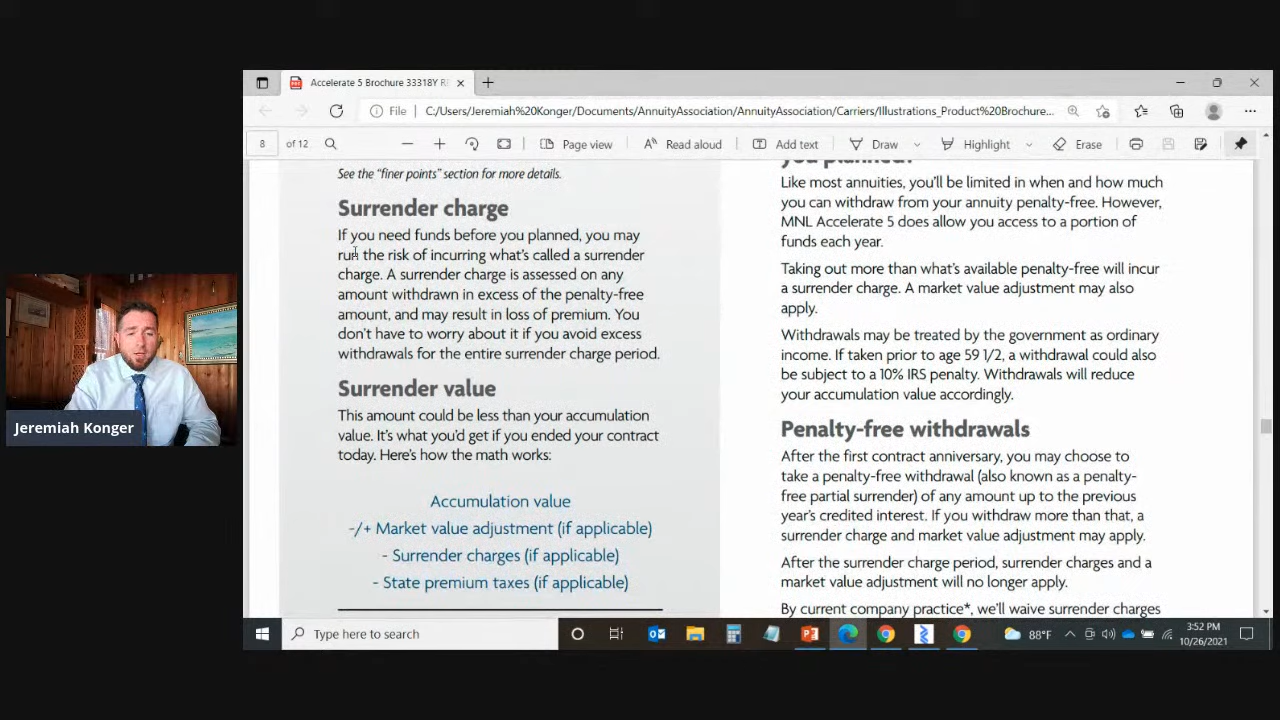 Accelerate 5 Brochure 33318Y R
File
C:/Users/Jeremiah%20Konger/Documents/AnnuityAssociation/AnnuityAssociation/Carriers/Illustrations_Product%20Brochure...
8
of 12
Page view
Read aloud
Add text
Draw
Highlight
Erase
See the "finer points" section for more details.
Surrender charge
If you need funds before you planned, you may
run the risk of incurring what's called a surrender
charge. A surrender charge is assessed on any
amount withdrawn in excess of the penalty-free
amount, and may result in loss of premium. You
don't have to worry about it if you avoid excess
withdrawals for the entire surrender charge period.
Surrender value
This amount could be less than your accumulation
value. It's what you'd get if you ended your contract
today. Here's how the math works:
Accumulation value
-/+ Market value adjustment (if applicable)
- Surrender charges (if applicable)
- State premium taxes (if applicable)
you planned?
Like most annuities, you'll be limited in when and how much
you can withdraw from your annuity penalty-free. However,
MNL Accelerate 5 does allow you access to a portion of
funds each year.
Taking out more than what's available penalty-free will incur
a surrender charge. A market value adjustment may also
apply.
Withdrawals may be treated by the government as ordinary
income. If taken prior to age 59 1/2, a withdrawal could also
be subject to a 10% IRS penalty. Withdrawals will reduce
your accumulation value accordingly.
Penalty-free withdrawals
After the first contract anniversary, you may choose to
take a penalty-free withdrawal (also known as a penalty-
free partial surrender) of any amount up to the previous
year's credited interest. If you withdraw more than that, a
surrender charge and market value adjustment may apply.
After the surrender charge period, surrender charges and a
market value adjustment will no longer apply.
By current company practice*, we'll waive surrender charges
Jeremiah Konger
Type here to search
88°F
3:52 PM
10/26/2021